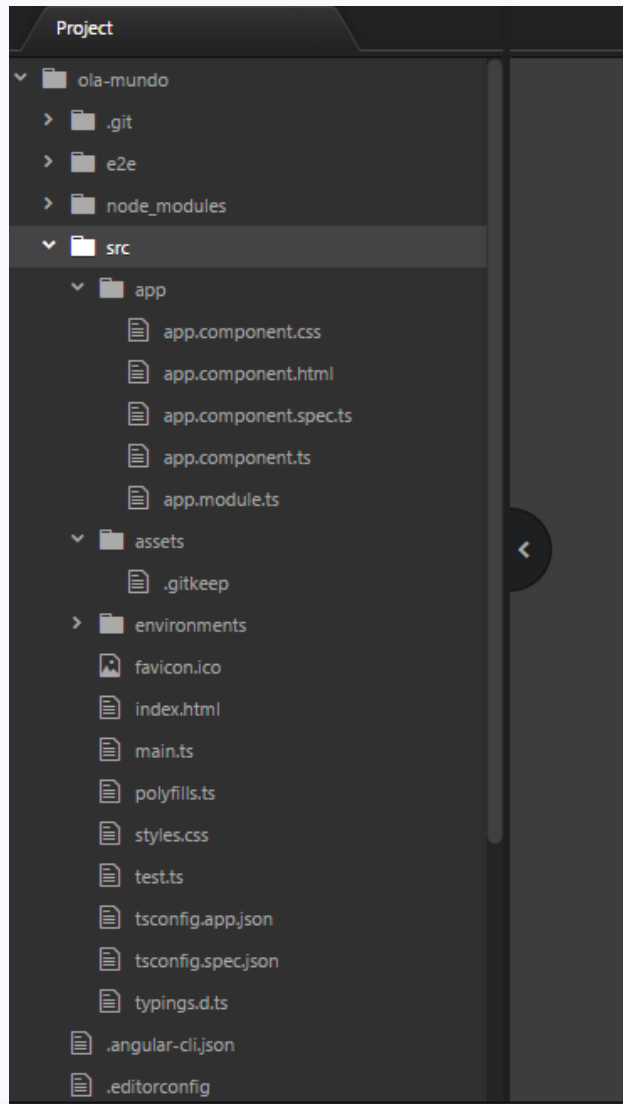 Project
ola-mundo
.git
e2e
node_modules
src
app
app.component.css
app.component.html
app.component.spec.ts
app.component.ts
app.module.ts
assets
.gitkeep
environments
favicon.ico
index.html
main.ts
polyfills.ts
styles.css
test.ts
tsconfig.app.json
tsconfig.spec.json
typings.d.ts
.angular-cli.json
.editorconfig